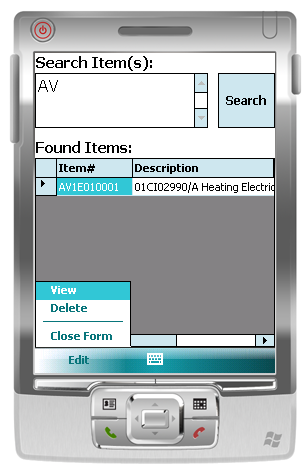 Search Item(s):
AV
Search
Found Items:
Item# Description
AV1E010001 01CI02990/A Heating Electric
View
Delete
Close Form
Edit